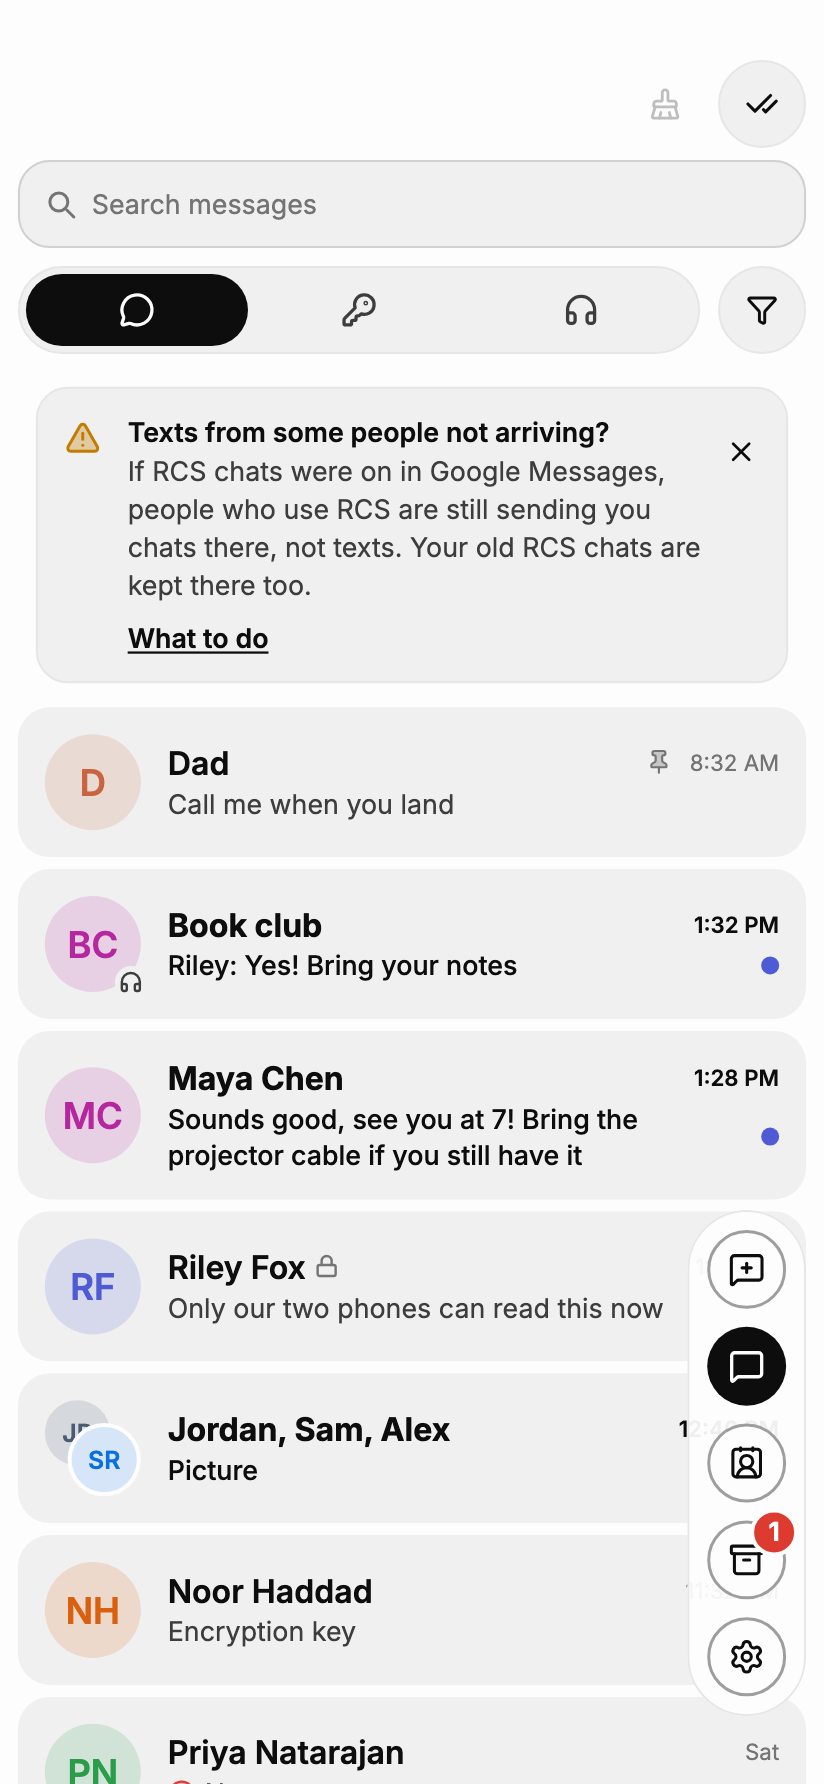 Search messages
Texts from some people not arriving?
If RCS chats were on in Google Messages,
people who use RCS are still sending you
chats there, not texts. Your old RCS chats are
kept there too.
What to do
D
Dad
8:32 AM
Call me when you land
BC
Book club
1:32 PM
Riley: Yes! Bring your notes
MC
Maya Chen
1:28 PM
Sounds good, see you at 7! Bring the
projector cable if you still have it
RF
Riley Fox
Only our two phones can read this now
SR
Jordan, Sam, Alex
Picture
1
NH
Noor Haddad
Encryption key
PN
Priya Natarajan
Sat